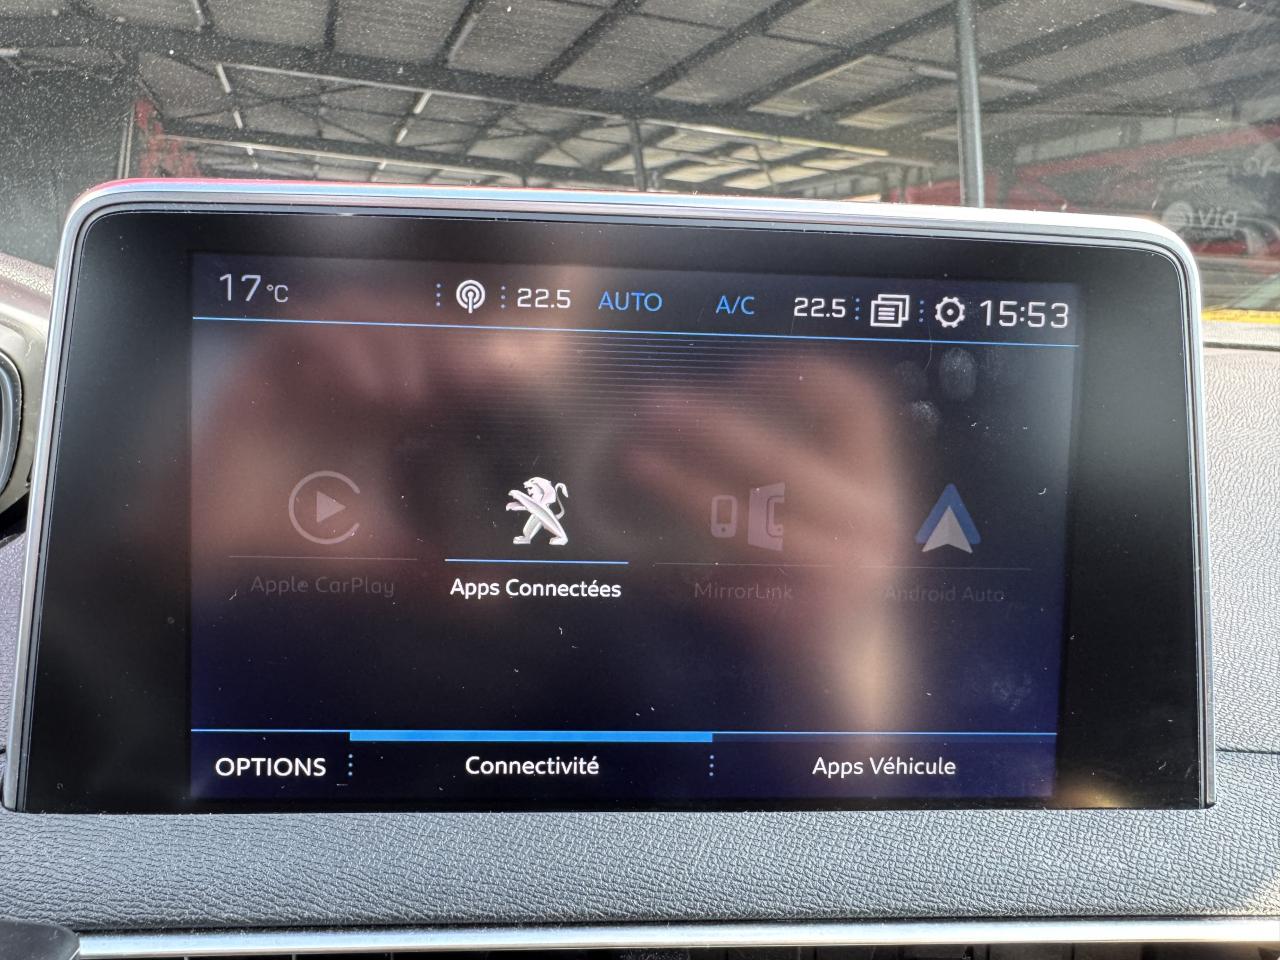 Via
17 °C
22.5 AUTO A/C 22.5 15:53
Apple CarPlay
Apps Connectées
MirrorLink
Android Auto
OPTIONS
Connectivité
Apps Véhicule